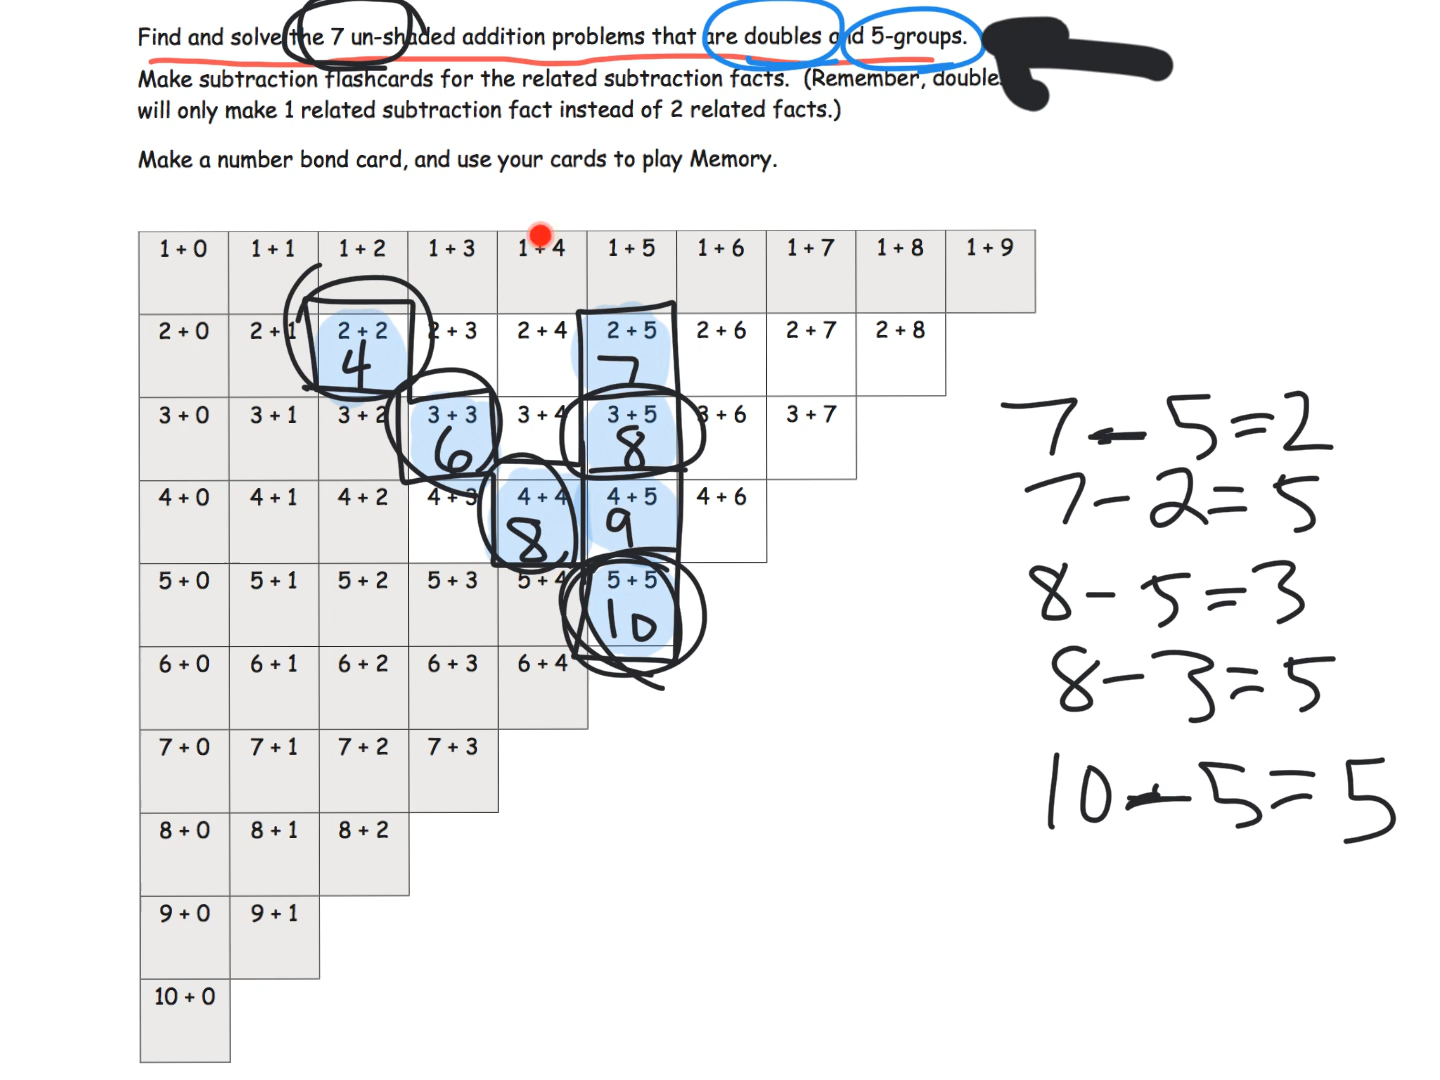 Find and solve the 7 un-shaded addition problems that are doubles and 5-groups.
Make subtraction flashcards for the related subtraction facts. (Remember, double
will only make 1 related subtraction fact instead of 2 related facts.)
Make a number bond card, and use your cards to play Memory.
1 + 0 1 + 1 1 + 2 1 + 3 1 + 4 1 + 5 1 + 6 1 + 7 1 + 8 1 + 9
2 + 0 2 + 1 2 + 2 2 + 3 2 + 4 2 + 5 2 + 6 2 + 7 2 + 8
4 7
3 + 0 3 + 1 3 + 2 3 + 3 3 + 4 3 + 5 3 + 6 3 + 7
6 8
4 + 0 4 + 1 4 + 2 4 + 3 4 + 4 4 + 5 4 + 6
8 9
5 + 0 5 + 1 5 + 2 5 + 3 5 + 4 5 + 5
10
6 + 0 6 + 1 6 + 2 6 + 3 6 + 4
7 + 0 7 + 1 7 + 2 7 + 3
8 + 0 8 + 1 8 + 2
9 + 0 9 + 1
10 + 0
7 - 5 = 2
7 - 2 = 5
8 - 5 = 3
8 - 3 = 5
10 - 5 = 5